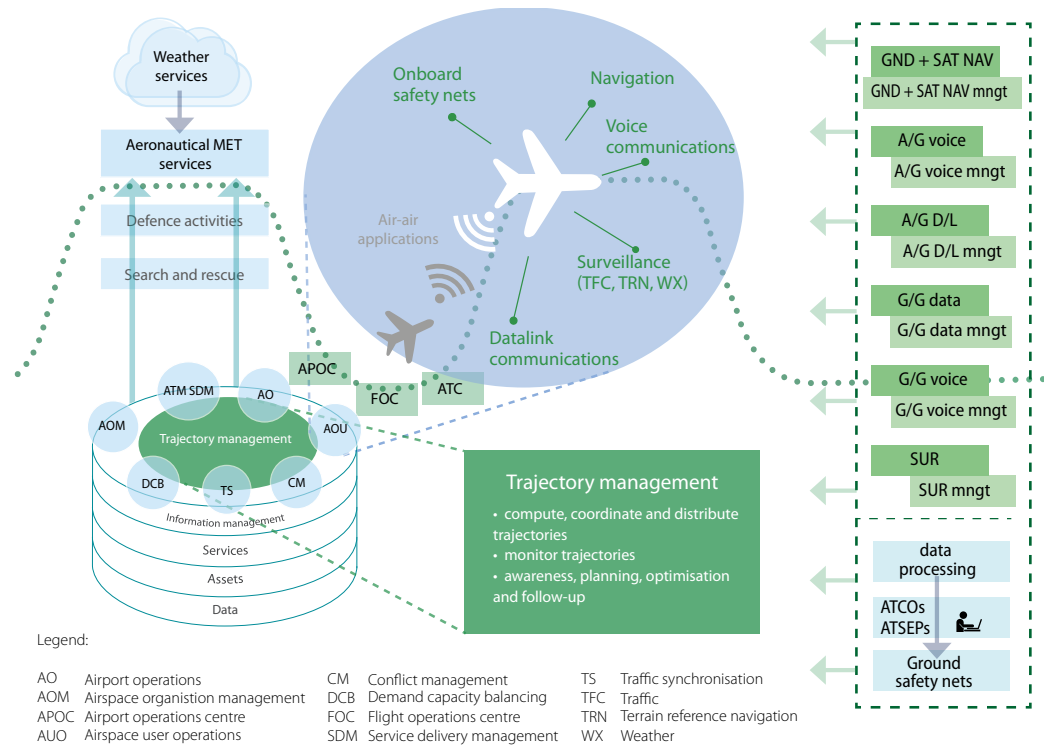 Weather
services
Aeronautical MET
services
Defence activities
Search and rescue
Onboard
safety nets
Navigation
Voice
communications
Air-air
applications
Surveillance
(TFC, TRN, WX)
Datalink
communications
APOC
FOC
ATC
ATM SDM
AO
AOM
AOU
Trajectory management
DCB
TS
CM
Information management
Services
Assets
Data
Trajectory management
• compute, coordinate and distribute
trajectories
• monitor trajectories
• awareness, planning, optimisation
and follow-up
GND + SAT NAV
GND + SAT NAV mngt
A/G voice
A/G voice mngt
A/G D/L
A/G D/L mngt
G/G data
G/G data mngt
G/G voice
G/G voice mngt
SUR
SUR mngt
data
processing
ATCOs
ATSEPs
Ground
safety nets
Legend:
AO Airport operations
AOM Airspace organistion management
APOC Airport operations centre
AUO Airspace user operations
CM Conflict management
DCB Demand capacity balancing
FOC Flight operations centre
SDM Service delivery management
TS Traffic synchronisation
TFC Traffic
TRN Terrain reference navigation
WX Weather